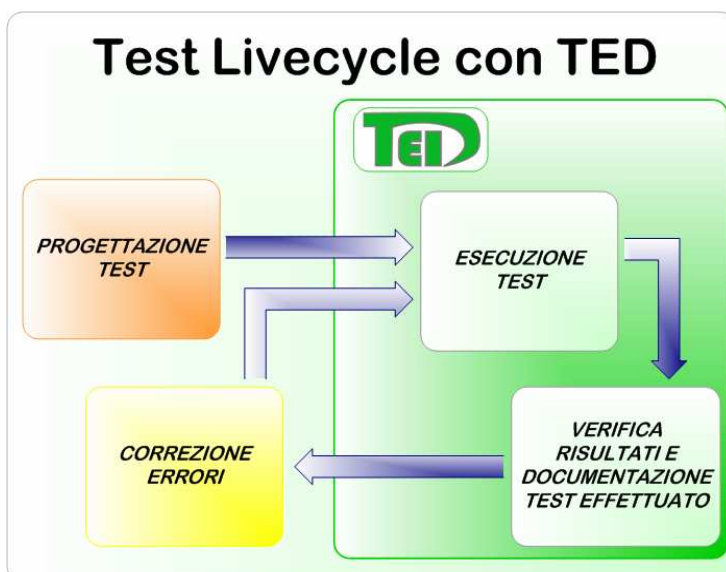 Test Livecycle con TED
TED
PROGETTAZIONE
TEST
ESECUZIONE
TEST
CORREZIONE
ERRORI
VERIFICA
RISULTATI E
DOCUMENTAZIONE
TEST EFFETTUATO